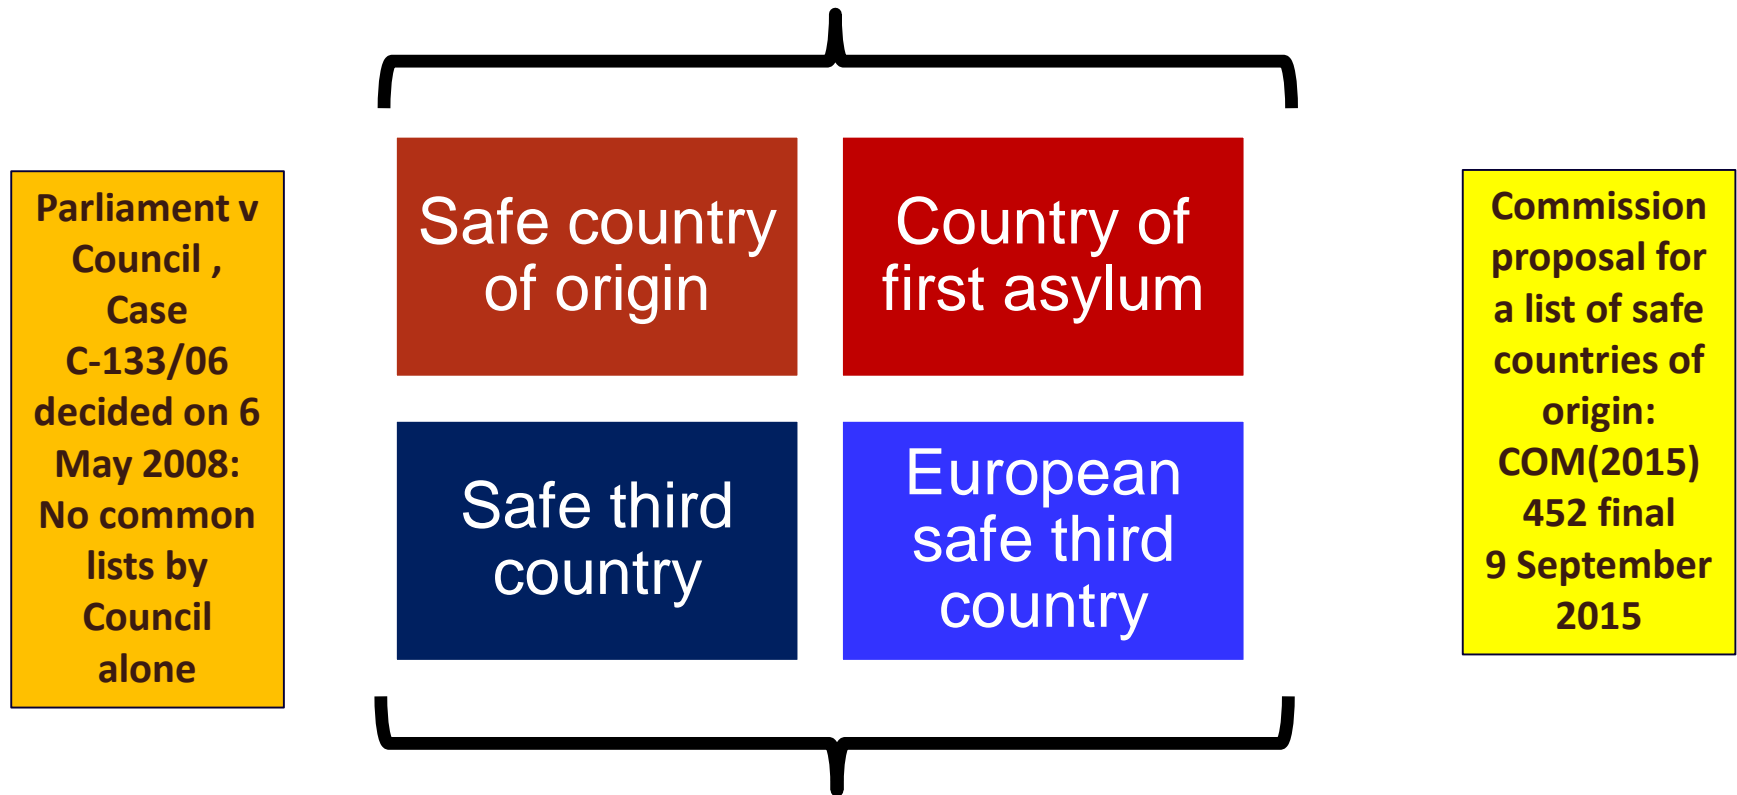 Parliament v
Council ,
Case
C-133/06
decided on 6
May 2008:
No common
lists by
Council
alone
Safe country
of origin
Country of
first asylum
Safe third
country
European
safe third
country
Commission
proposal for
a list of safe
countries of
origin:
COM(2015)
452 final
9 September
2015